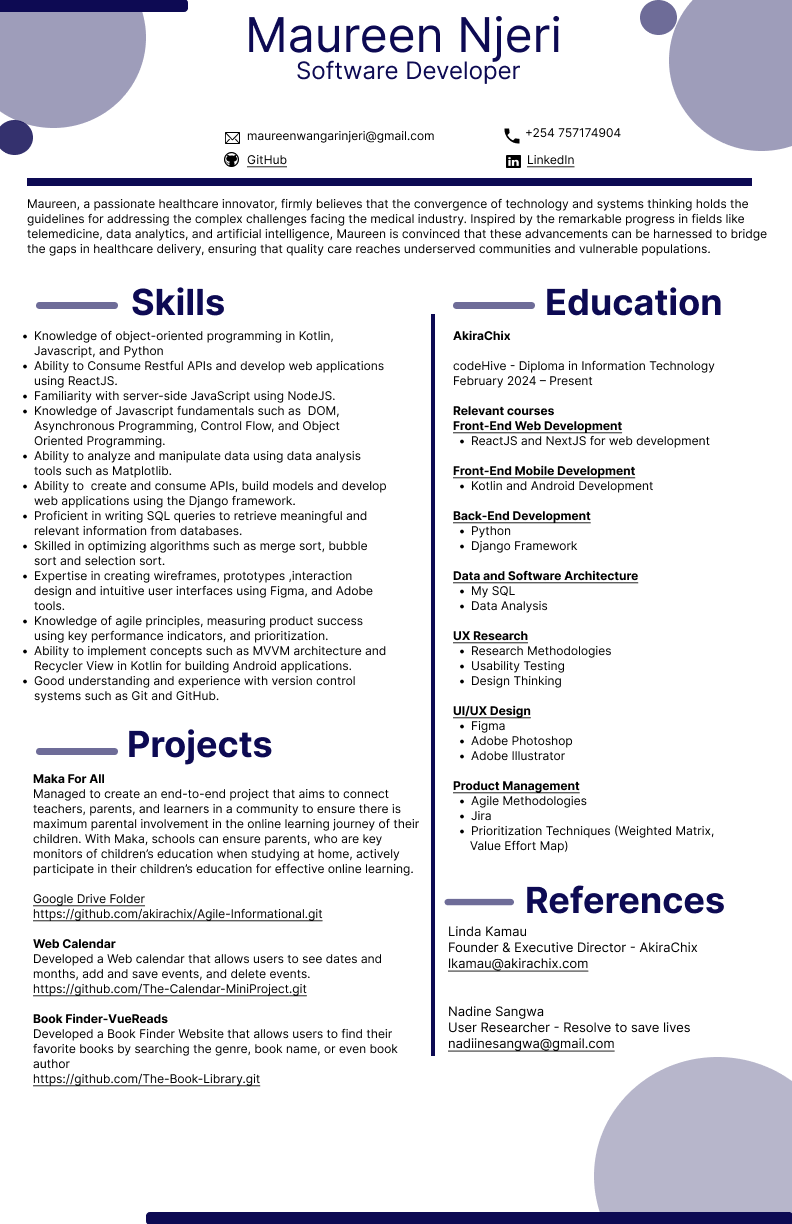 Maureen Njeri
Software Developer
maureenwangarinjeri@gmail.com
+254 757174904
GitHub
LinkedIn
Maureen, a passionate healthcare innovator, firmly believes that the convergence of technology and systems thinking holds the
guidelines for addressing the complex challenges facing the medical industry. Inspired by the remarkable progress in fields like
telemedicine, data analytics, and artificial intelligence, Maureen is convinced that these advancements can be harnessed to bridge
the gaps in healthcare delivery, ensuring that quality care reaches underserved communities and vulnerable populations.
Skills
• Knowledge of object-oriented programming in Kotlin,
Javascript, and Python
• Ability to Consume Restful APIs and develop web applications
using ReactJS.
• Familiarity with server-side JavaScript using NodeJS.
• Knowledge of Javascript fundamentals such as  DOM,
Asynchronous Programming, Control Flow, and Object
Oriented Programming.
• Ability to analyze and manipulate data using data analysis
tools such as Matplotlib.
• Ability to  create and consume APIs, build models and develop
web applications using the Django framework.
• Proficient in writing SQL queries to retrieve meaningful and
relevant information from databases.
• Skilled in optimizing algorithms such as merge sort, bubble
sort and selection sort.
• Expertise in creating wireframes, prototypes ,interaction
design and intuitive user interfaces using Figma, and Adobe
tools.
• Knowledge of agile principles, measuring product success
using key performance indicators, and prioritization.
• Ability to implement concepts such as MVVM architecture and
Recycler View in Kotlin for building Android applications.
• Good understanding and experience with version control
systems such as Git and GitHub.
Projects
Maka For All
Managed to create an end-to-end project that aims to connect
teachers, parents, and learners in a community to ensure there is
maximum parental involvement in the online learning journey of their
children. With Maka, schools can ensure parents, who are key
monitors of children’s education when studying at home, actively
participate in their children’s education for effective online learning.
Google Drive Folder
https://github.com/akirachix/Agile-Informational.git
Web Calendar
Developed a Web calendar that allows users to see dates and
months, add and save events, and delete events.
https://github.com/The-Calendar-MiniProject.git
Book Finder-VueReads
Developed a Book Finder Website that allows users to find their
favorite books by searching the genre, book name, or even book
author
https://github.com/The-Book-Library.git
Education
AkiraChix
codeHive - Diploma in Information Technology
February 2024 – Present
Relevant courses
Front-End Web Development
• ReactJS and NextJS for web development
Front-End Mobile Development
• Kotlin and Android Development
Back-End Development
• Python
• Django Framework
Data and Software Architecture
• My SQL
• Data Analysis
UX Research
• Research Methodologies
• Usability Testing
• Design Thinking
UI/UX Design
• Figma
• Adobe Photoshop
• Adobe Illustrator
Product Management
• Agile Methodologies
• Jira
• Prioritization Techniques (Weighted Matrix,
Value Effort Map)
References
Linda Kamau
Founder & Executive Director - AkiraChix
lkamau@akirachix.com
Nadine Sangwa
User Researcher - Resolve to save lives
nadiinesangwa@gmail.com